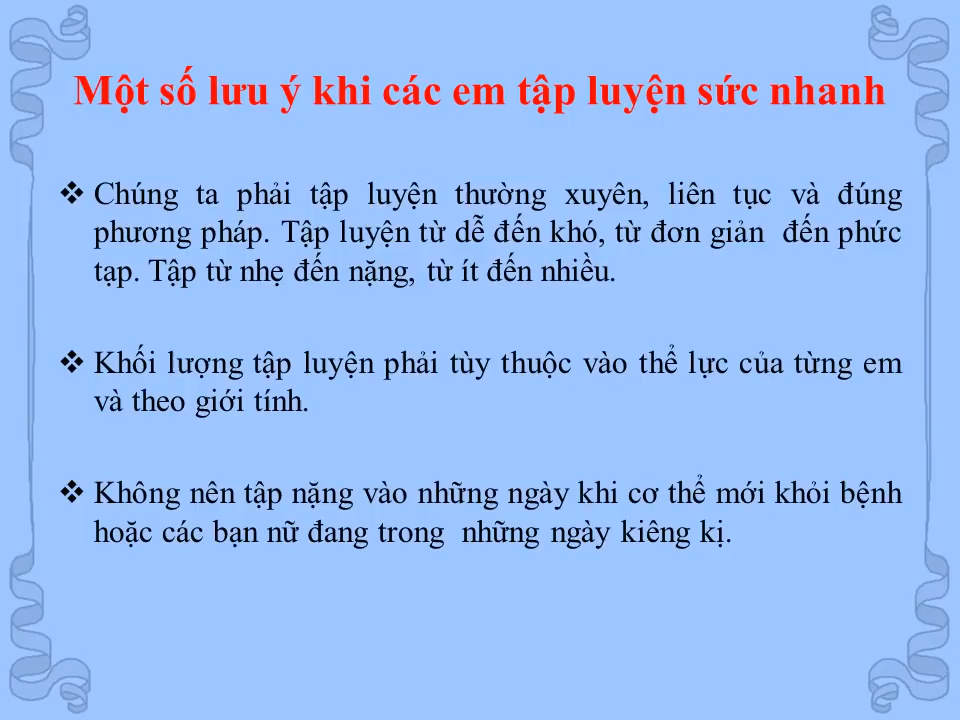 Một số lưu ý khi các em tập luyện sức nhanh
❖ Chúng ta phải tập luyện thường xuyên, liên tục và đúng
phương pháp. Tập luyện từ dễ đến khó, từ đơn giản đến phức
tạp. Tập từ nhẹ đến nặng, từ ít đến nhiều.
❖ Khối lượng tập luyện phải tùy thuộc vào thể lực của từng em
và theo giới tính.
❖ Không nên tập nặng vào những ngày khi cơ thể mới khỏi bệnh
hoặc các bạn nữ đang trong những ngày kiêng kị.